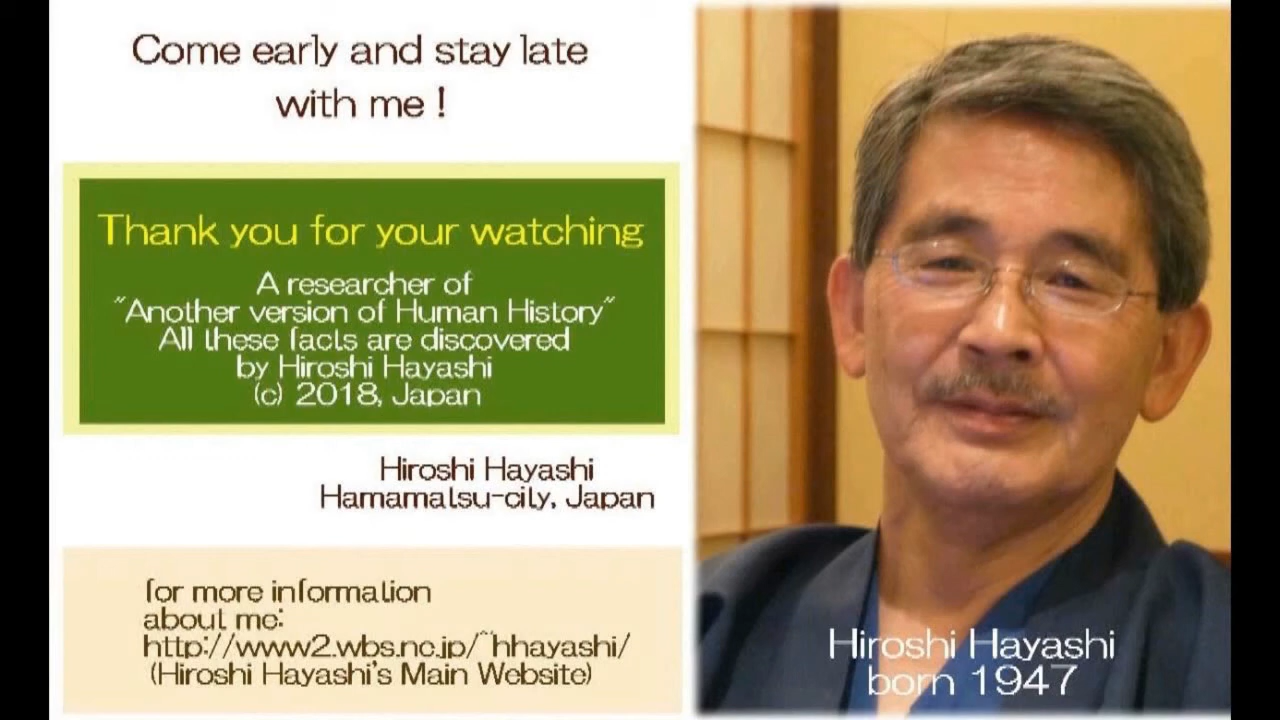 Come early and stay late
with me !
Thank you for your watching
A researcher of
"Another version of Human History"
All these facts are discovered
by Hiroshi Hayashi
(c) 2018, Japan
Hiroshi Hayashi
Hamamatsu-city, Japan
for more information
about me:
http://www2.wbs.ne.jp/~hhayashi/
(Hiroshi Hayashi's Main Website)
Hiroshi Hayashi
born 1947